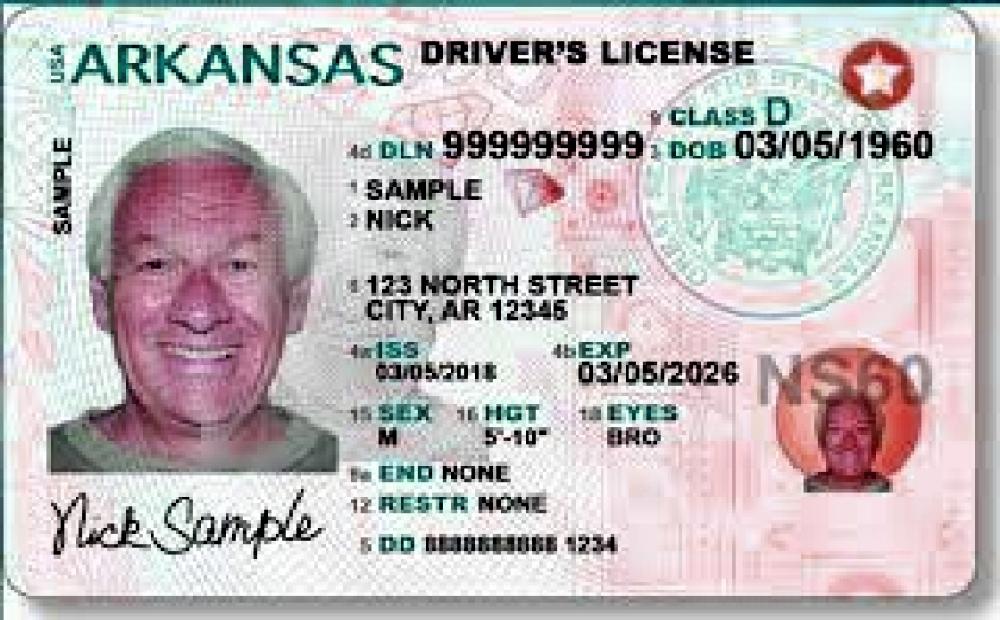 USA ARKANSAS DRIVER'S LICENSE
SAMPLE
9 CLASS D
4d DLN 999999999 3 DOB 03/05/1960
1 SAMPLE
2 NICK
8 123 NORTH STREET
CITY, AR 12345
4a ISS 4b EXP
03/05/2018 03/05/2026
NS60
15 SEX 16 HGT 18 EYES
M 5'-10" BRO
9a END NONE
12 RESTR NONE
Nick Sample
5 DD 8888888888 1234